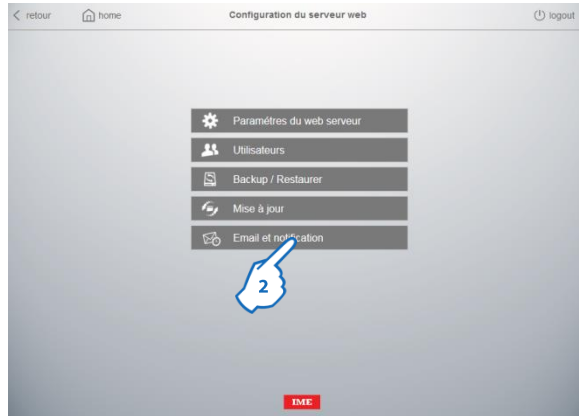 retour
home
Configuration du serveur web
logout
Paramétres du web serveur
Utilisateurs
Backup / Restaurer
Mise à jour
Email et notification
2
IME